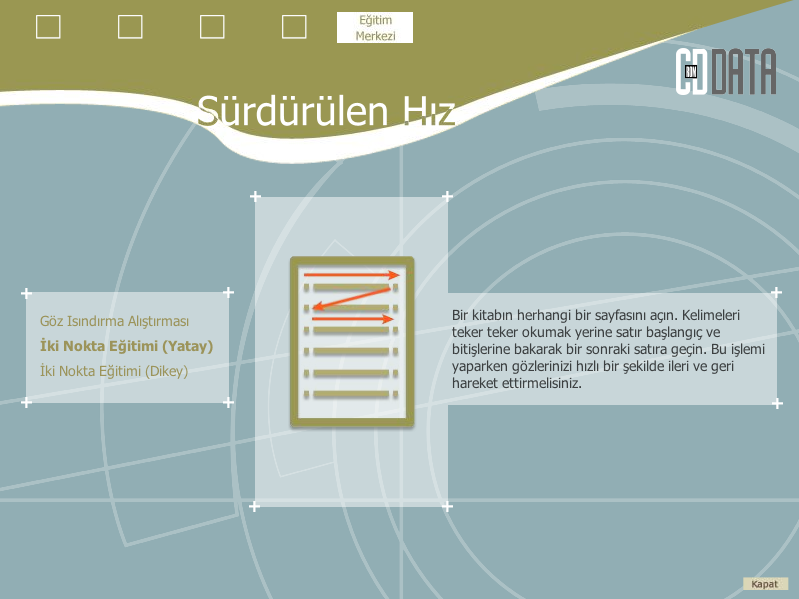 Eğitim
Merkezi
CD ROM DATA
Sürdürülen Hız
Göz Isındırma Alıştırması
İki Nokta Eğitimi (Yatay)
İki Nokta Eğitimi (Dikey)
Bir kitabın herhangi bir sayfasını açın. Kelimeleri
teker teker okumak yerine satır başlangıç ve
bitişlerine bakarak bir sonraki satıra geçin. Bu işlemi
yaparken gözlerinizi hızlı bir şekilde ileri ve geri
hareket ettirmelisiniz.
Kapat